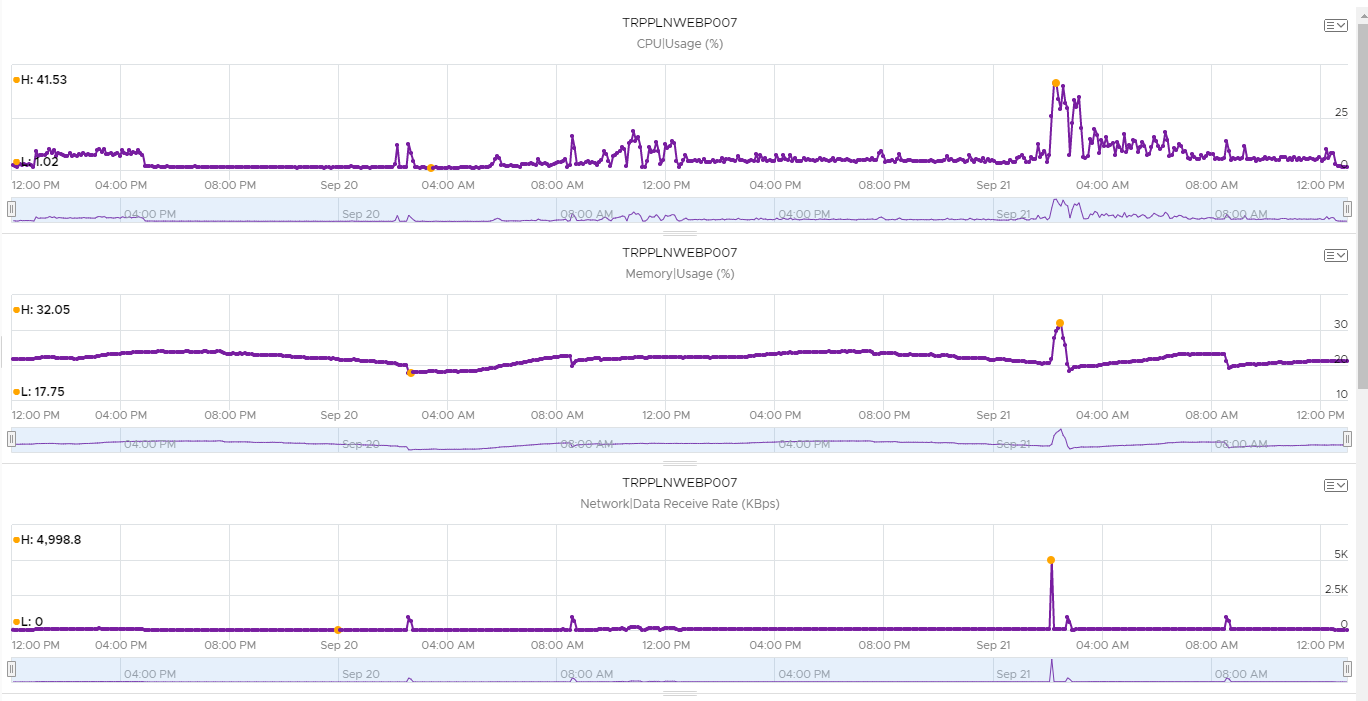 TRPPLNWEBP007
CPU|Usage (%)
H: 41.53
25
L: 1.02
0
12:00 PM 04:00 PM 08:00 PM Sep 20 04:00 AM 08:00 AM 12:00 PM 04:00 PM 08:00 PM Sep 21 04:00 AM 08:00 AM 12:00 PM
04:00 PM Sep 20 08:00 AM 04:00 PM Sep 21 08:00 AM
TRPPLNWEBP007
Memory|Usage (%)
H: 32.05
30
20
L: 17.75
10
12:00 PM 04:00 PM 08:00 PM Sep 20 04:00 AM 08:00 AM 12:00 PM 04:00 PM 08:00 PM Sep 21 04:00 AM 08:00 AM 12:00 PM
04:00 PM Sep 20 08:00 AM 04:00 PM Sep 21 08:00 AM
TRPPLNWEBP007
Network|Data Receive Rate (KBps)
H: 4,998.8
5K
2.5K
L: 0
0
12:00 PM 04:00 PM 08:00 PM Sep 20 04:00 AM 08:00 AM 12:00 PM 04:00 PM 08:00 PM Sep 21 04:00 AM 08:00 AM 12:00 PM
04:00 PM Sep 20 08:00 AM 04:00 PM Sep 21 08:00 AM